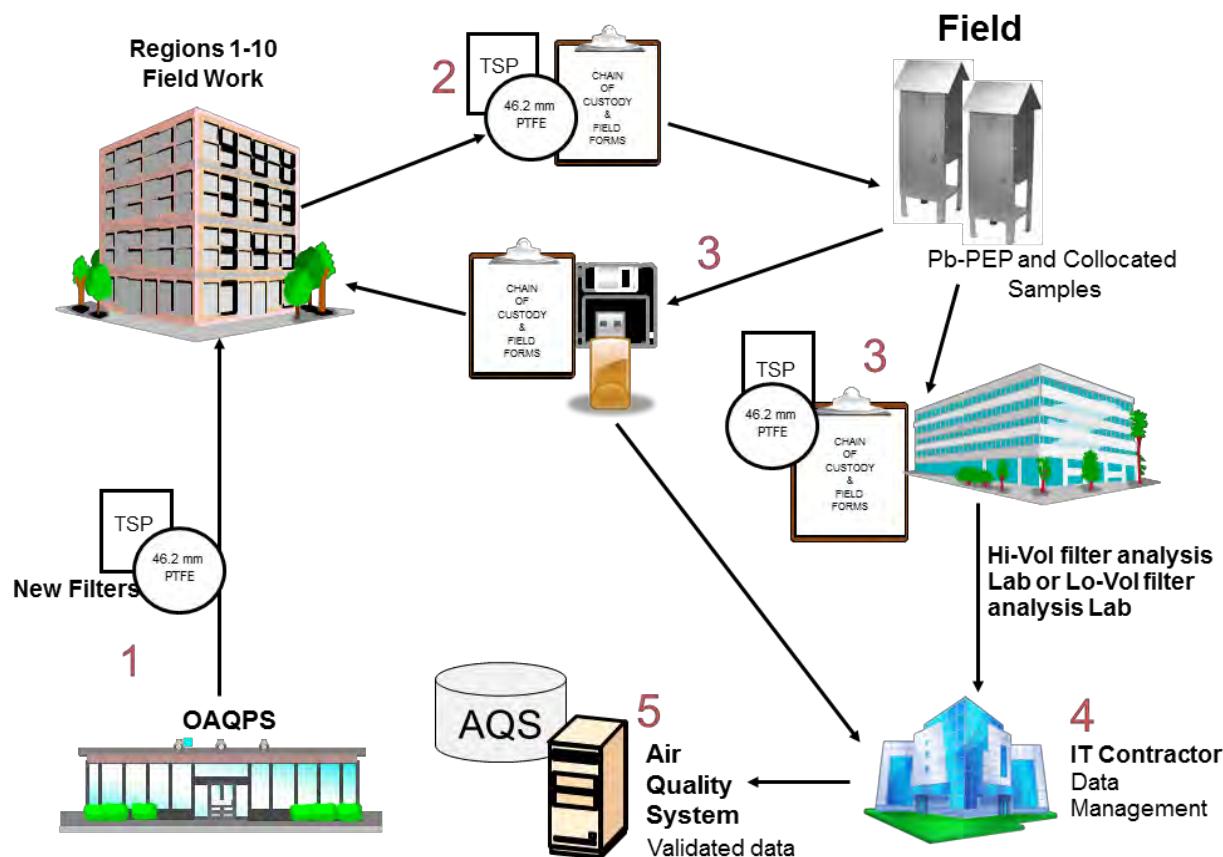 Regions 1-10
Field Work
2
TSP
46.2 mm
PTFE
CHAIN
OF
CUSTODY
&
FIELD
FORMS
Field
Pb-PEP and Collocated
Samples
3
CHAIN
OF
CUSTODY
&
FIELD
FORMS
3
TSP
46.2 mm
PTFE
CHAIN
OF
CUSTODY
&
FIELD
FORMS
TSP
46.2 mm
PTFE
New Filters
1
OAQPS
Hi-Vol filter analysis
Lab or Lo-Vol filter
analysis Lab
4
IT Contractor
Data
Management
AQS
5
Air
Quality
System
Validated data